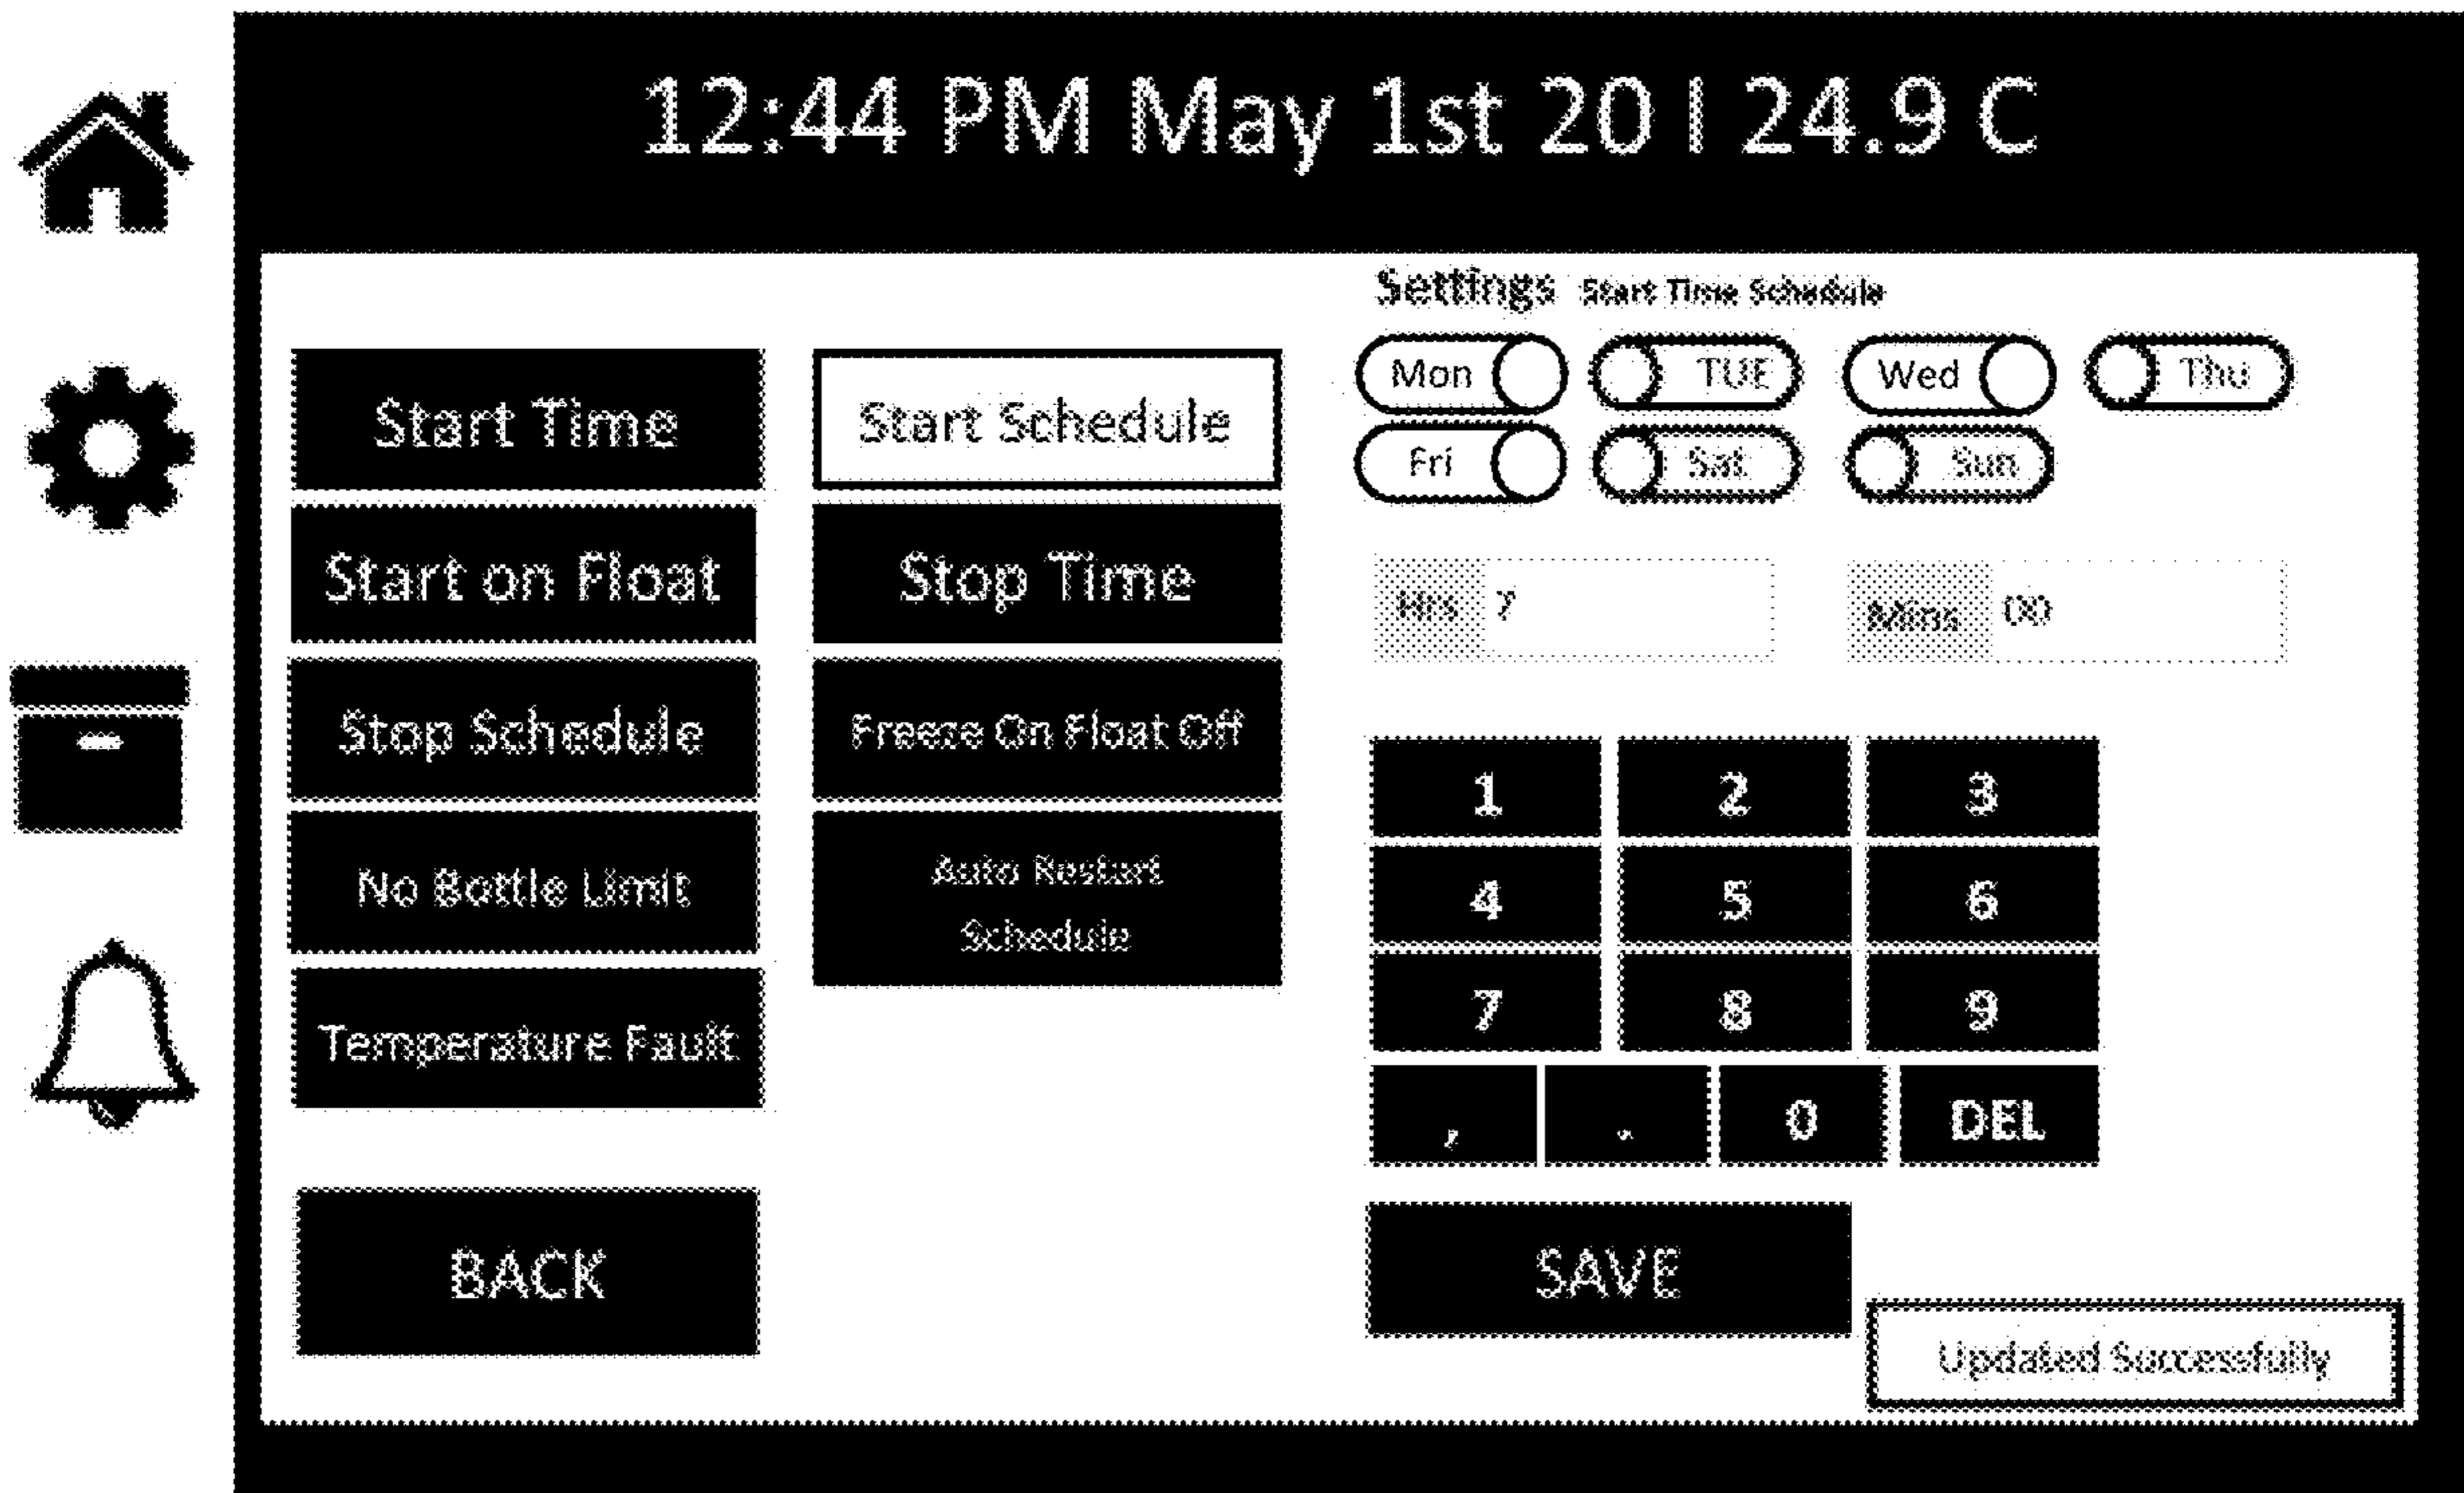 12:44 PM May 1st 20 I 24.9 C
Settings Start Time Schedule
Mon TUE Wed Thu
Fri Sat Sun
Hrs 7 Mins 00
Start Time Start Schedule
Start on Float Stop Time
Stop Schedule Freeze On Float Off
No Bottle Limit Auto Restart
Schedule
Temperature Fault
1 2 3
4 5 6
7 8 9
, . 0 DEL
BACK SAVE
Updated Successfully